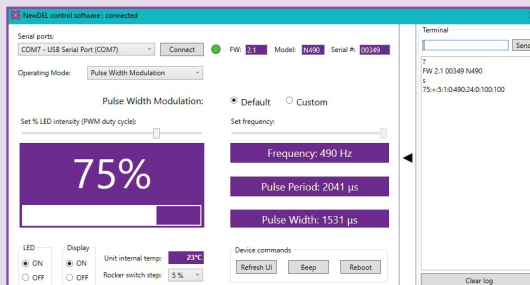 NewDEL control software : connected
Serial ports:
COM7 - USB Serial Port (COM7)
Connect
FW: 2.1 Model: N490 Serial #: 00349
Operating Mode: Pulse Width Modulation
Pulse Width Modulation: Default Custom
Set % LED intensity (PWM duty cycle):
Set frequency:
75%
Frequency: 490 Hz
Pulse Period: 2041 µs
Pulse Width: 1531 µs
LED
ON
OFF
Display
ON
OFF
Unit internal temp: 23°C
Rocker switch step: 5 %
Device commands
Refresh UI Beep Reboot
Terminal
Send
?
FW 2.1 00349 N490
s
75:+:5:1:0:490:24:0:100:100
Clear log